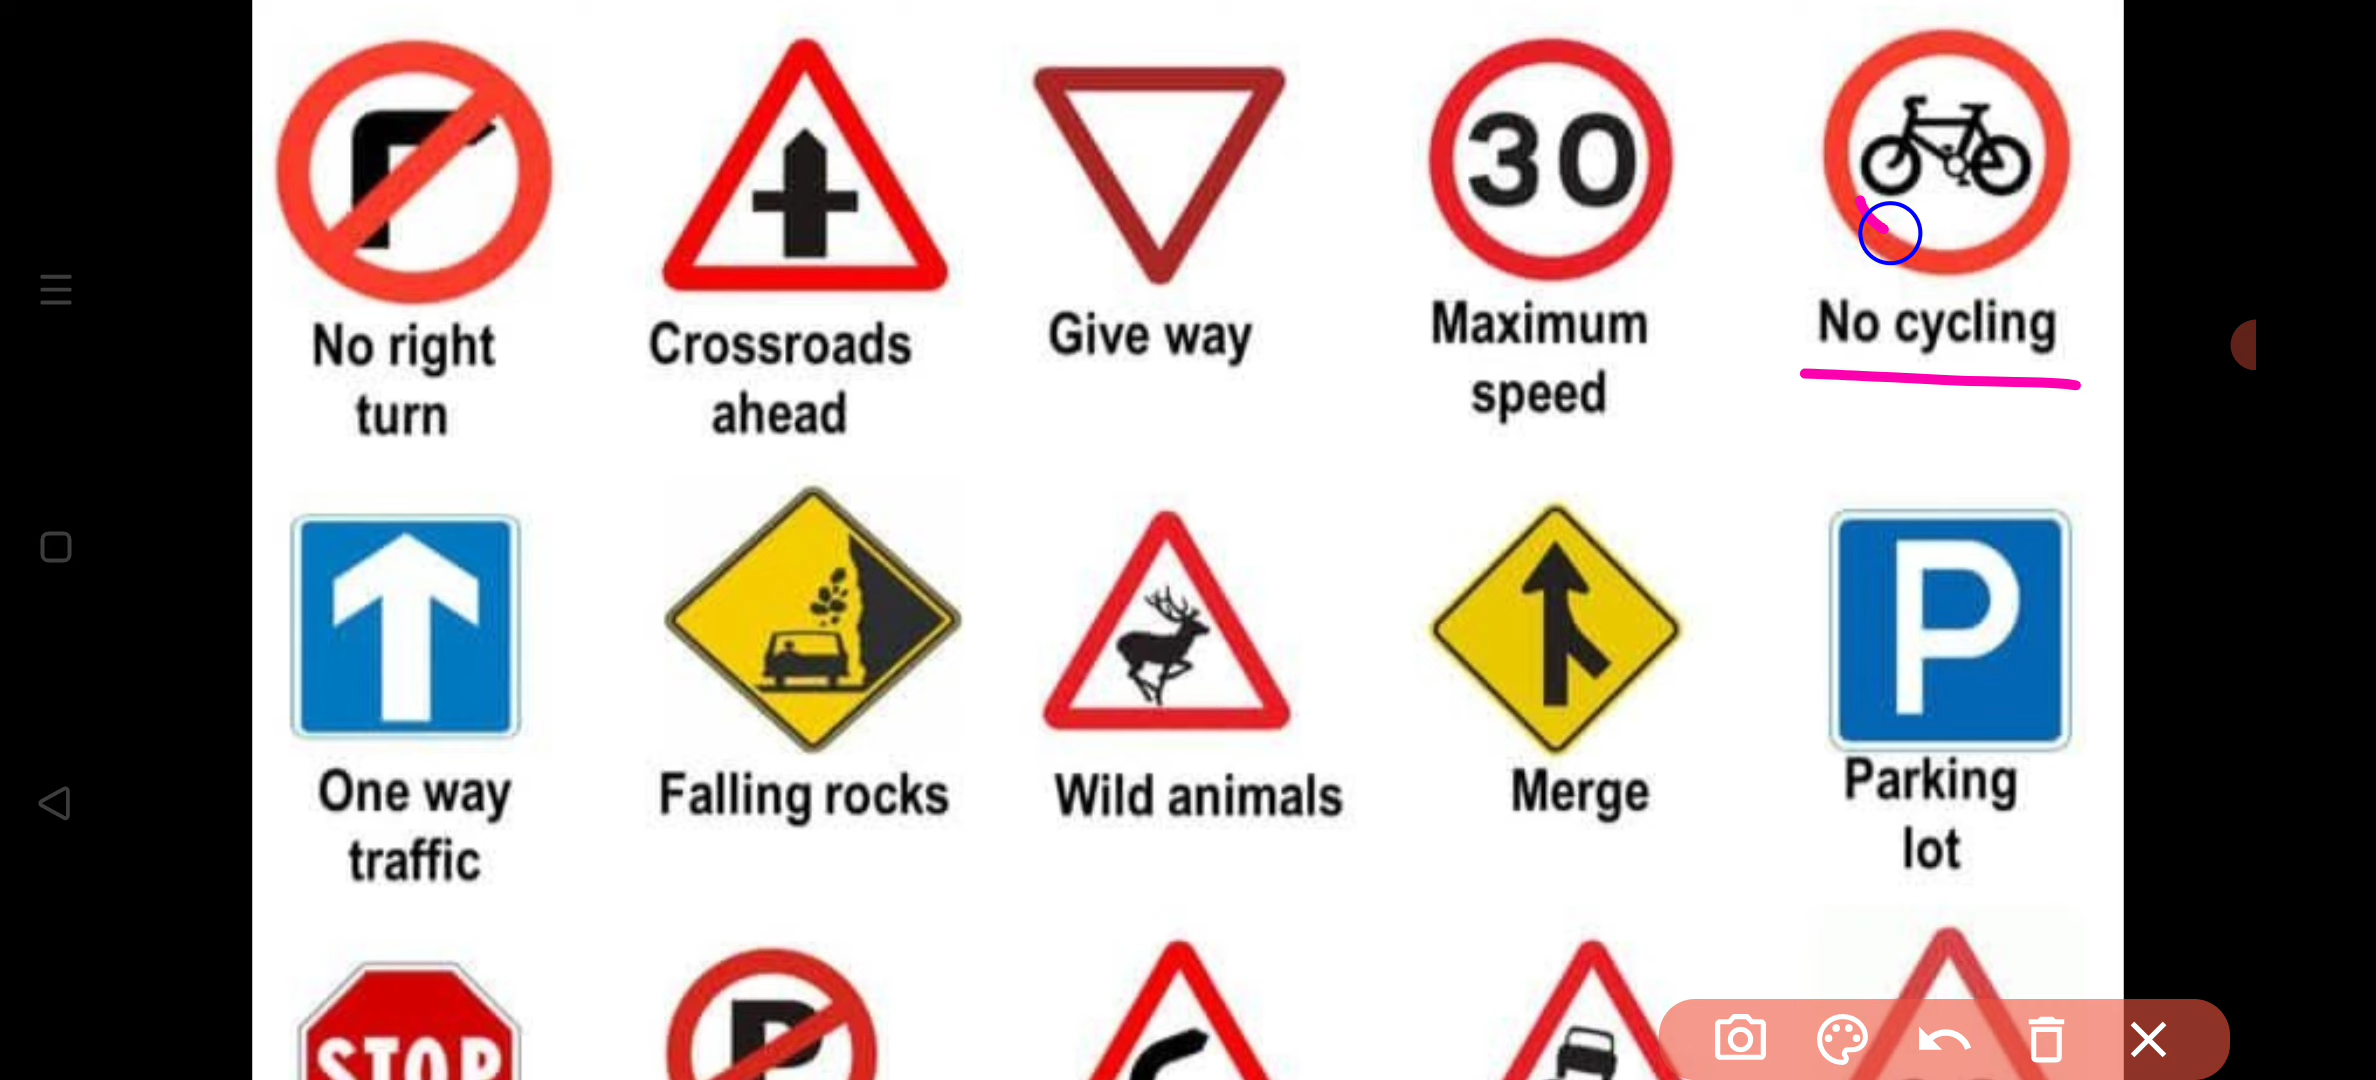 30
No right
turn
Crossroads
ahead
Give way
Maximum
speed
No cycling
P
One way
traffic
Falling rocks
Wild animals
Merge
Parking
lot
STOP
P